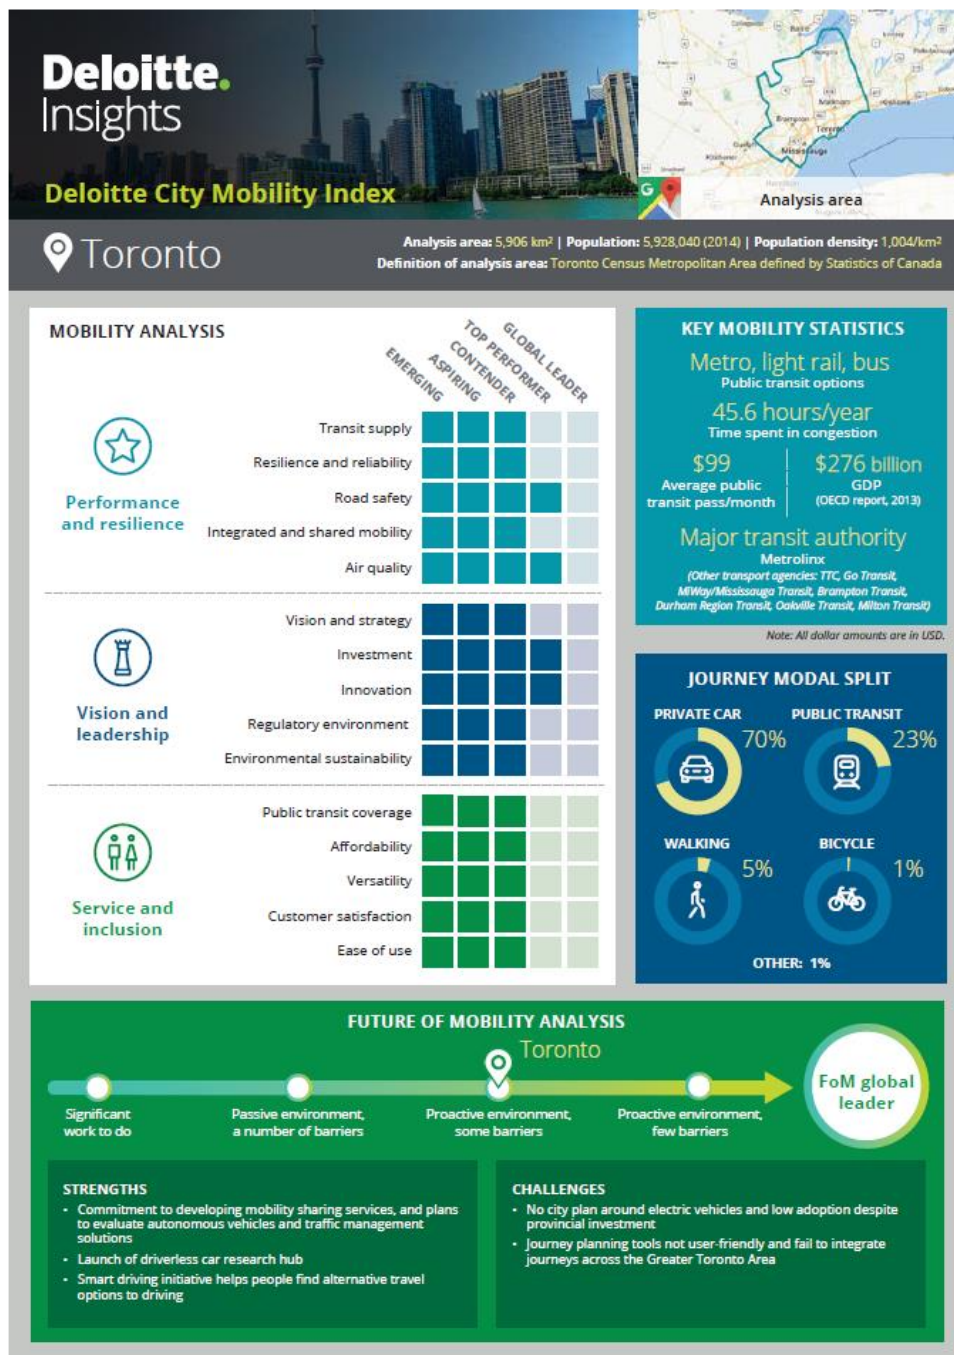 Deloitte.
Insights
Deloitte City Mobility Index
Brampton
Toronto
Mississauga
Markham
Guelph
Kitchener
Barrie
Hamilton
G
Analysis area
Toronto
Analysis area: 5,906 km² | Population: 5,928,040 (2014) | Population density: 1,004/km²
Definition of analysis area: Toronto Census Metropolitan Area defined by Statistics of Canada
MOBILITY ANALYSIS
EMERGING
ASPIRING
CONTENDER
TOP PERFORMER
GLOBAL LEADER
Performance
and resilience
Transit supply
Resilience and reliability
Road safety
Integrated and shared mobility
Air quality
Vision and
leadership
Vision and strategy
Investment
Innovation
Regulatory environment
Environmental sustainability
Service and
inclusion
Public transit coverage
Affordability
Versatility
Customer satisfaction
Ease of use
KEY MOBILITY STATISTICS
Metro, light rail, bus
Public transit options
45.6 hours/year
Time spent in congestion
$99
Average public
transit pass/month
$276 billion
GDP
(OECD report, 2013)
Major transit authority
Metrolinx
(Other transport agencies: TTC, Go Transit,
MiWay/Mississauga Transit, Brampton Transit,
Durham Region Transit, Oakville Transit, Milton Transit)
Note: All dollar amounts are in USD.
JOURNEY MODAL SPLIT
PRIVATE CAR
70%
PUBLIC TRANSIT
23%
WALKING
5%
BICYCLE
1%
OTHER: 1%
FUTURE OF MOBILITY ANALYSIS
Toronto
Significant
work to do
Passive environment,
a number of barriers
Proactive environment,
some barriers
Proactive environment,
few barriers
FoM global
leader
STRENGTHS
- Commitment to developing mobility sharing services, and plans
to evaluate autonomous vehicles and traffic management
solutions
- Launch of driverless car research hub
- Smart driving initiative helps people find alternative travel
options to driving
CHALLENGES
- No city plan around electric vehicles and low adoption despite
provincial investment
- Journey planning tools not user-friendly and fail to integrate
journeys across the Greater Toronto Area